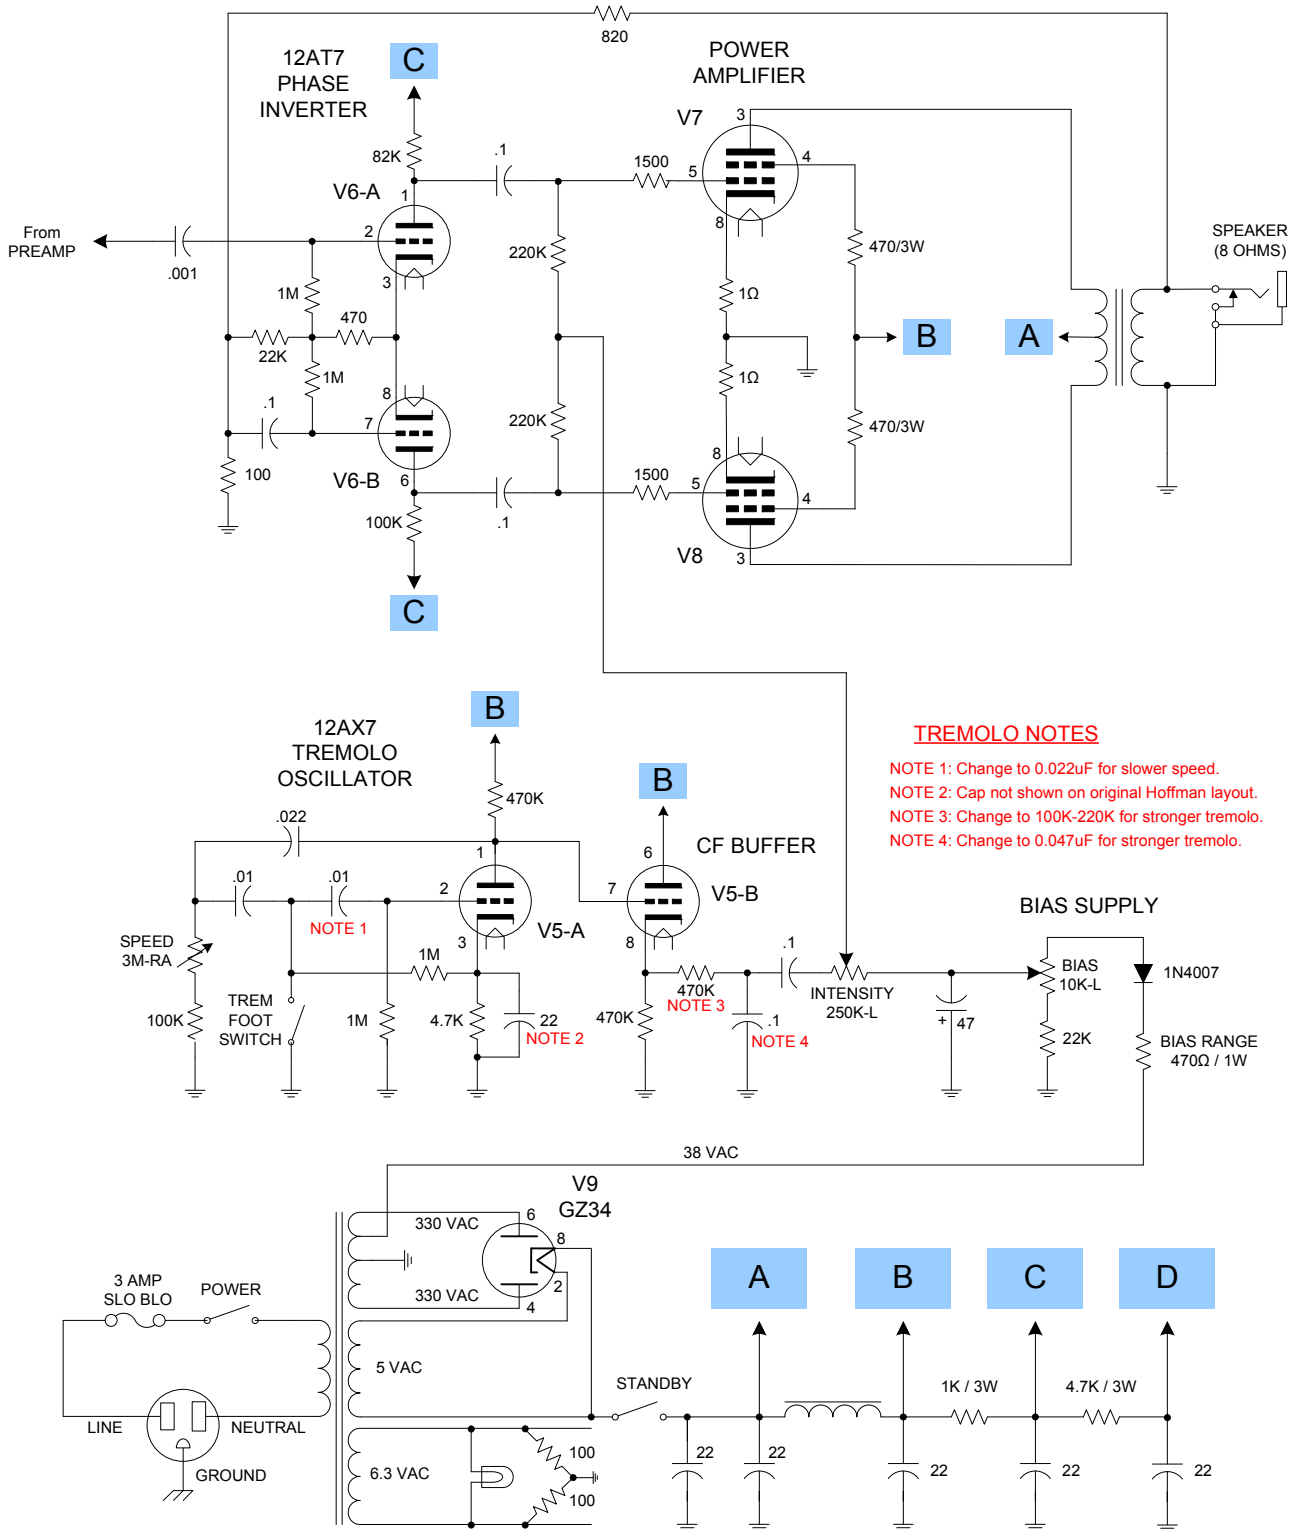 820
12AT7
PHASE
INVERTER
C
POWER
AMPLIFIER
82K
.1
V6-A
1
2
3
From
PREAMP
.001
1M
470
22K
1M
.1
8
7
6
100
V6-B
100K
C
.1
220K
220K
1500
1500
V7
3
4
5
8
1Ω
1Ω
470/3W
B
470/3W
8
5
4
V8
3
A
SPEAKER
(8 OHMS)
12AX7
TREMOLO
OSCILLATOR
B
470K
.022
.01
.01
NOTE 1
1
2
3
V5-A
SPEED
3M-RA
100K
TREM
FOOT
SWITCH
1M
1M
4.7K
22
NOTE 2
B
CF BUFFER
6
7
8
V5-B
470K
NOTE 3
470K
.1
NOTE 4
.1
INTENSITY
250K-L
TREMOLO NOTES
NOTE 1: Change to 0.022uF for slower speed.
NOTE 2: Cap not shown on original Hoffman layout.
NOTE 3: Change to 100K-220K for stronger tremolo.
NOTE 4: Change to 0.047uF for stronger tremolo.
BIAS SUPPLY
+
47
BIAS
10K-L
22K
1N4007
BIAS RANGE
470Ω / 1W
38 VAC
V9
GZ34
330 VAC
6
8
2
4
330 VAC
3 AMP
SLO BLO
POWER
LINE
NEUTRAL
GROUND
5 VAC
6.3 VAC
100
100
STANDBY
A
B
C
D
1K / 3W
4.7K / 3W
22
22
22
22
22